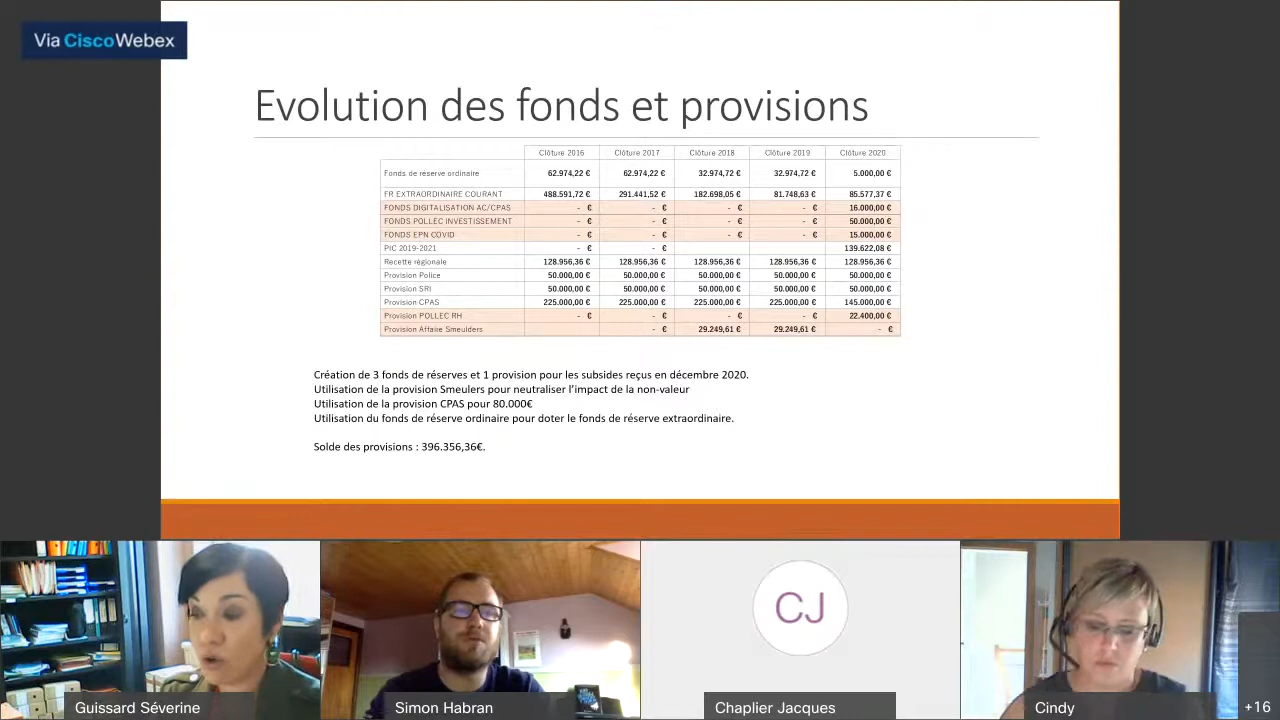 Via CiscoWebex
Evolution des fonds et provisions
Clôture 2016 Clôture 2017 Clôture 2018 Clôture 2019 Clôture 2020
Fonds de réserve ordinaire 62.974,22 € 62.974,22 € 32.974,72 € 32.974,72 € 5.000,00 €
FR EXTRAORDINAIRE COURANT 488.591,72 € 291.441,52 € 182.698,05 € 81.748,63 € 85.577,37 €
FONDS DIGITALISATION AC/CPAS - € - € - € - € 16.000,00 €
FONDS POLLEC INVESTISSEMENT - € - € - € - € 50.000,00 €
FONDS EPN COVID - € - € - € - € 15.000,00 €
PIC 2019-2021 - € - € 139.622,08 €
Recette régionale 128.956,36 € 128.956,36 € 128.956,36 € 128.956,36 € 128.956,36 €
Provision Police 50.000,00 € 50.000,00 € 50.000,00 € 50.000,00 € 50.000,00 €
Provision SRI 50.000,00 € 50.000,00 € 50.000,00 € 50.000,00 € 50.000,00 €
Provision CPAS 225.000,00 € 225.000,00 € 225.000,00 € 225.000,00 € 145.000,00 €
Provision POLLEC RH - € - € - € - € 22.400,00 €
Provision Affaire Smeulders - € 29.249,61 € 29.249,61 € - €
Création de 3 fonds de réserves et 1 provision pour les subsides reçus en décembre 2020.
Utilisation de la provision Smeulers pour neutraliser l'impact de la non-valeur
Utilisation de la provision CPAS pour 80.000€
Utilisation du fonds de réserve ordinaire pour doter le fonds de réserve extraordinaire.
Solde des provisions : 396.356,36€.
CJ
Guissard Séverine
Simon Habran
Chaplier Jacques
Cindy
+16